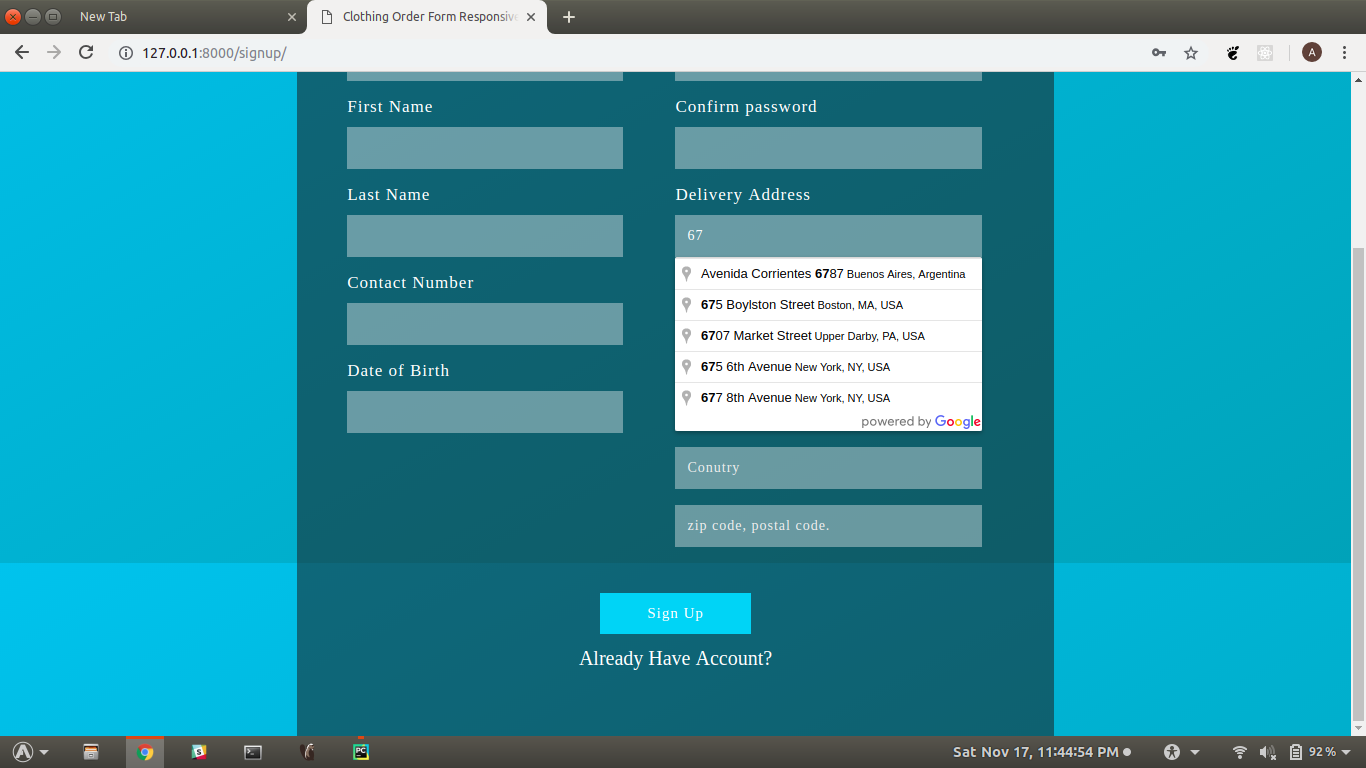 New Tab
Clothing Order Form Responsive
127.0.0.1:8000/signup/
A
First Name
Last Name
Contact Number
Date of Birth
Confirm password
Delivery Address
67
Avenida Corrientes 6787 Buenos Aires, Argentina
675 Boylston Street Boston, MA, USA
6707 Market Street Upper Darby, PA, USA
675 6th Avenue New York, NY, USA
677 8th Avenue New York, NY, USA
powered by Google
Conutry
zip code, postal code.
Sign Up
Already Have Account?
PC
Sat Nov 17, 11:44:54 PM
92%